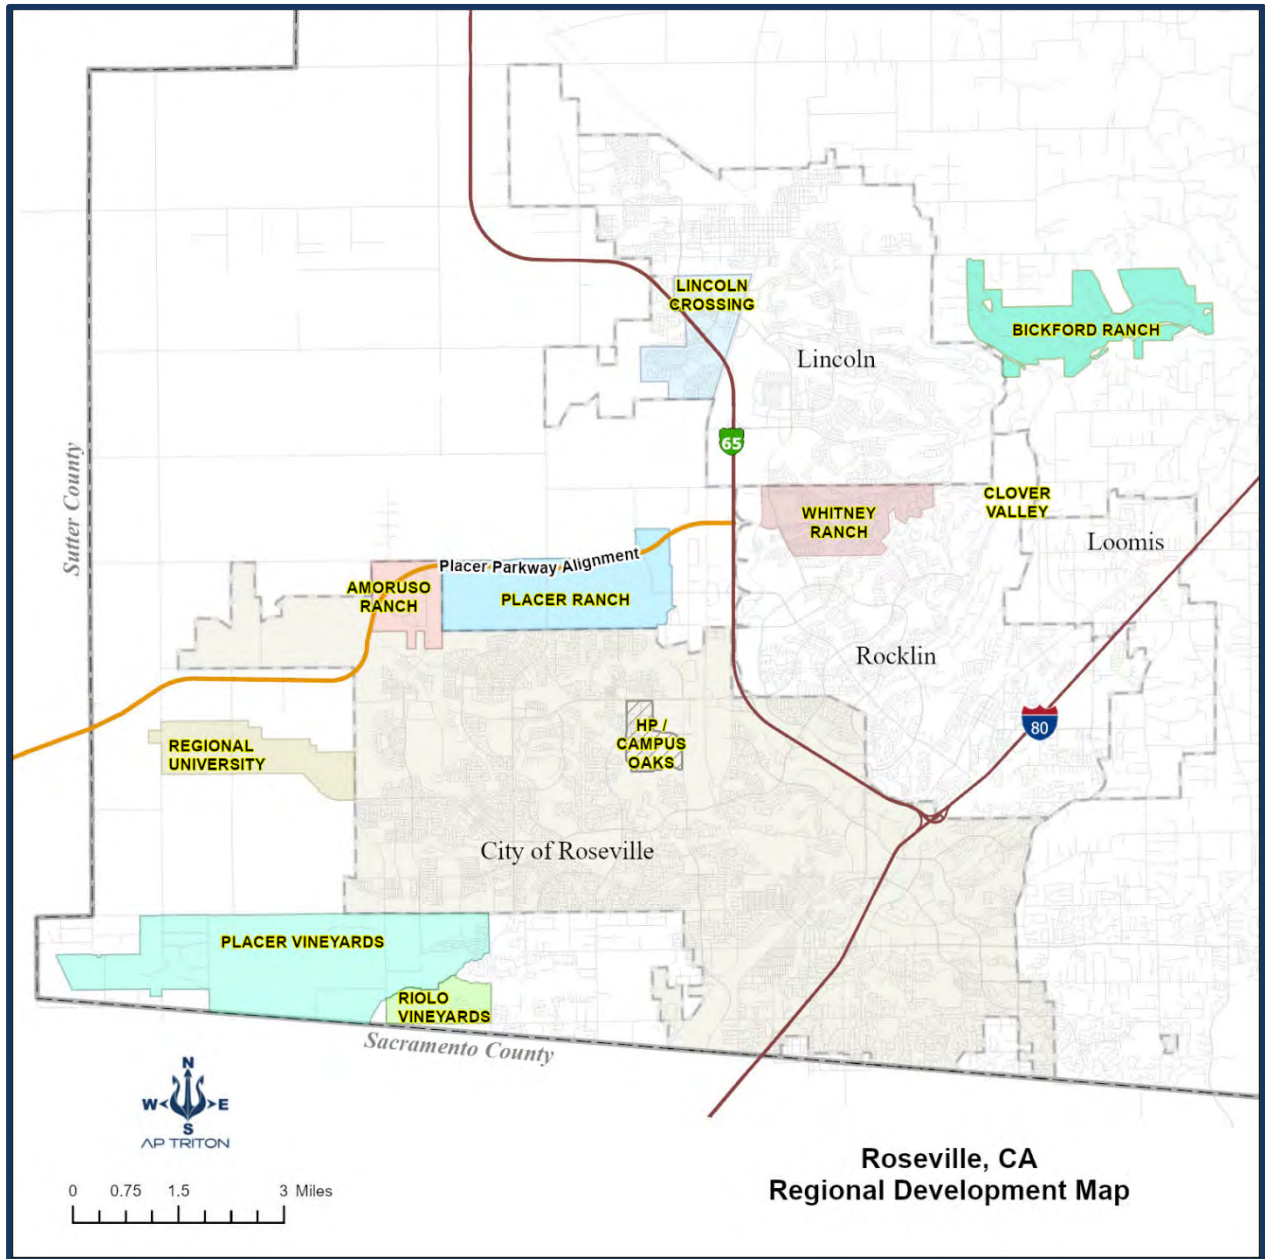 LINCOLN
CROSSING
BICKFORD RANCH
Lincoln
65
Sutter County
CLOVER
VALLEY
WHITNEY
RANCH
Loomis
Placer Parkway Alignment
AMORUSO
RANCH
PLACER RANCH
Rocklin
80
HP /
CAMPUS
OAKS
REGIONAL
UNIVERSITY
City of Roseville
PLACER VINEYARDS
RIOLO
VINEYARDS
Sacramento County
N
W E
S
AP TRITON
Roseville, CA
Regional Development Map
0 0.75 1.5 3 Miles